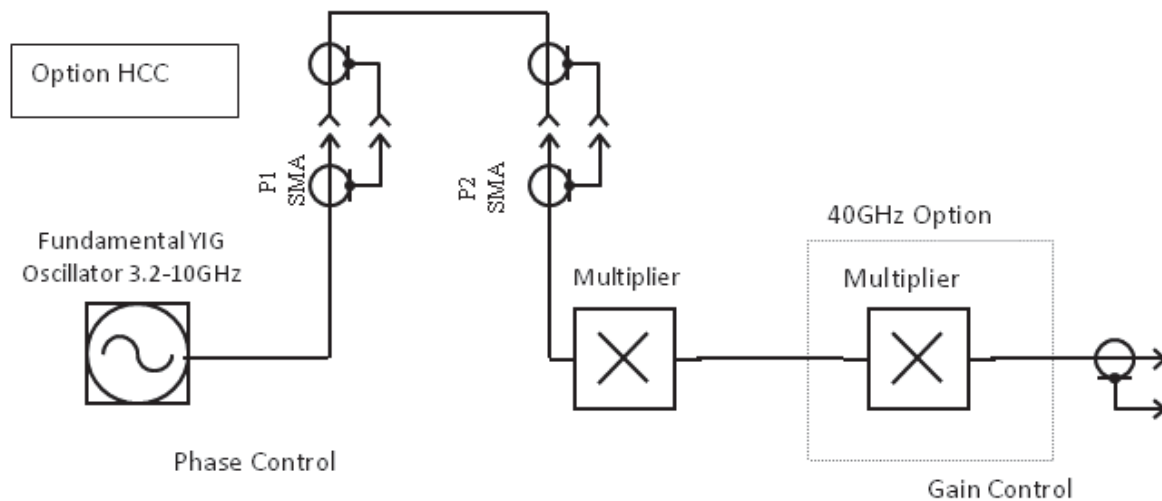 Option HCC
P1
SMA
P2
SMA
40GHz Option
Fundamental YIG
Oscillator 3.2-10GHz
Multiplier
Multiplier
Phase Control
Gain Control